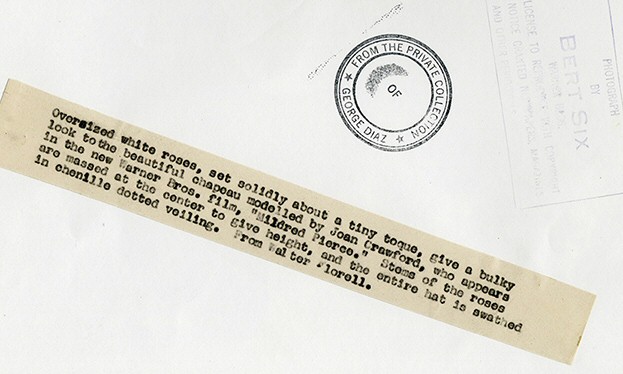 PHOTOGRAPH
BY
BERT SIX
FROM THE PRIVATE COLLECTION
OF
GEORGE DIAZ
Oversized white roses, set solidly about a tiny toque, give a bulky
look to the beautiful chapeau modelled by Joan Crawford, who appears
in the new Warner Bros. film, "Mildred Pierce." Stems of the roses
are massed at the center to give height, and the entire hat is swathed
in chenille dotted veiling. From Walter Florell.